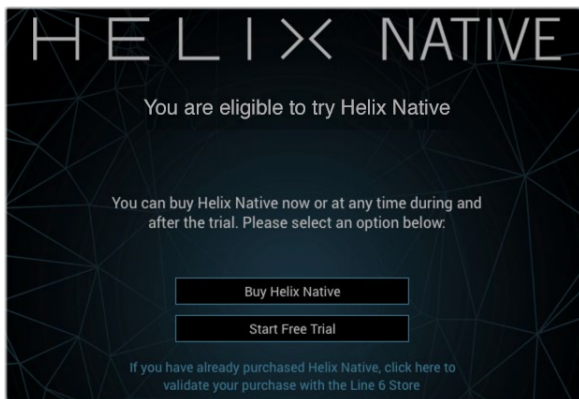 HELIX NATIVE
You are eligible to try Helix Native
You can buy Helix Native now or at any time during and
after the trial. Please select an option below:
Buy Helix Native
Start Free Trial
If you have already purchased Helix Native, click here to
validate your purchase with the Line 6 Store